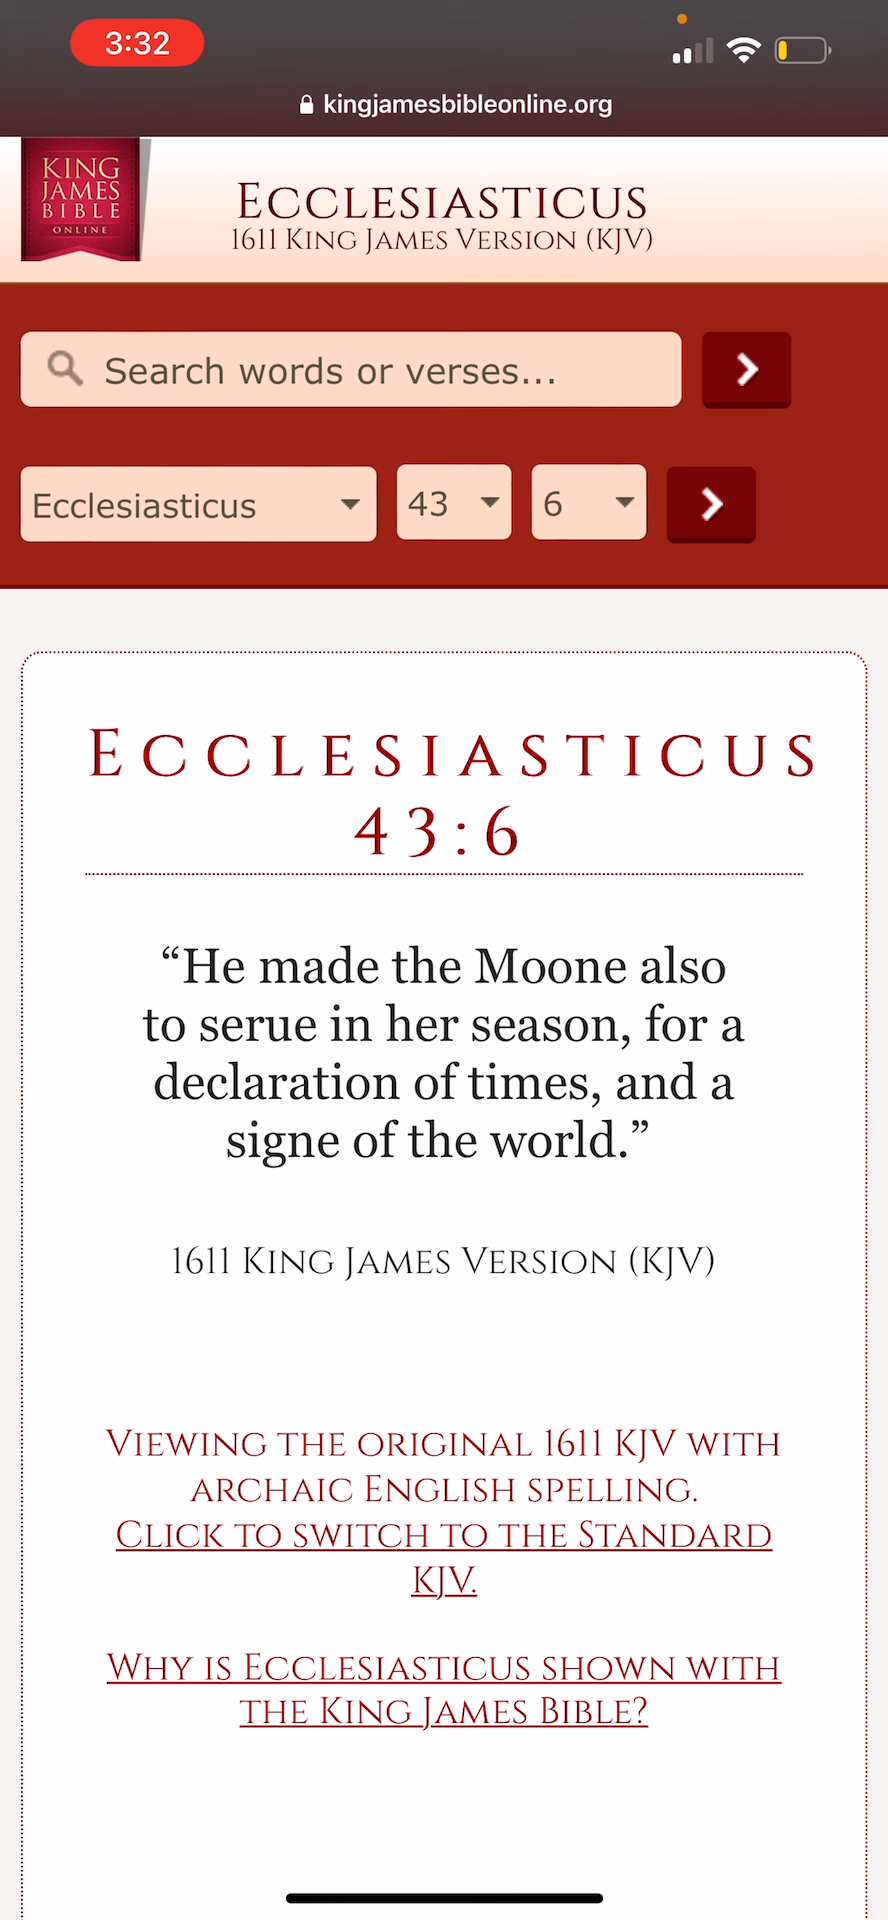 3:32
kingjamesbibleonline.org
KING
JAMES
BIBLE
ONLINE
ECCLESIASTICUS
1611 KING JAMES VERSION (KJV)
Search words or verses...
Ecclesiasticus 43 6
ECCLESIASTICUS
43:6
“He made the Moone also
to serue in her season, for a
declaration of times, and a
signe of the world.”
1611 KING JAMES VERSION (KJV)
VIEWING THE ORIGINAL 1611 KJV WITH
ARCHAIC ENGLISH SPELLING.
CLICK TO SWITCH TO THE STANDARD
KJV.
WHY IS ECCLESIASTICUS SHOWN WITH
THE KING JAMES BIBLE?